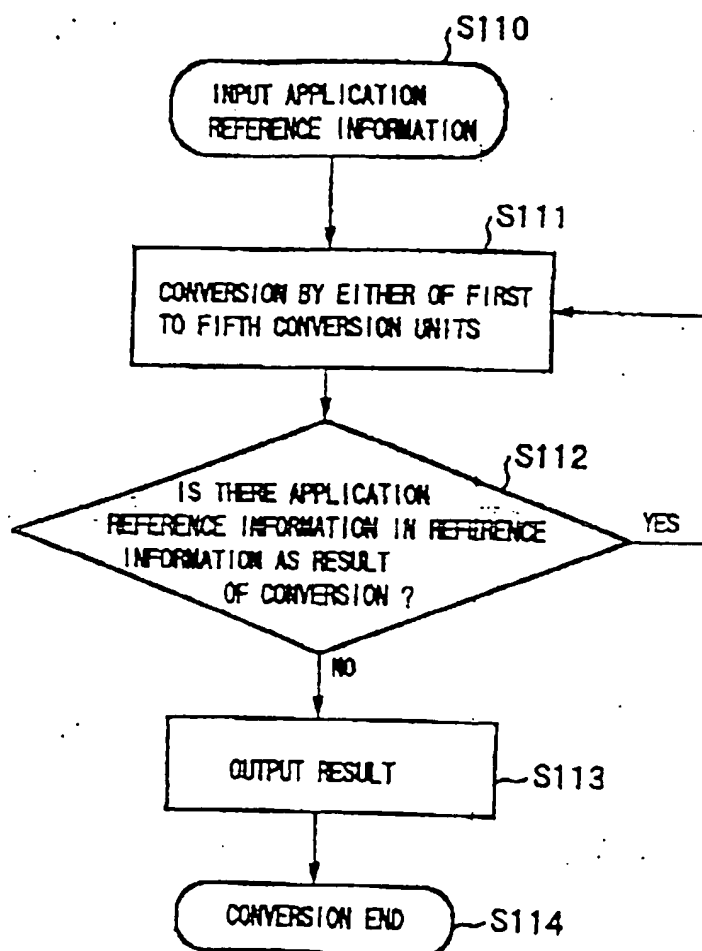 S110
INPUT APPLICATION
REFERENCE INFORMATION
S111
CONVERSION BY EITHER OF FIRST
TO FIFTH CONVERSION UNITS
S112
IS THERE APPLICATION
REFERENCE INFORMATION IN REFERENCE
INFORMATION AS RESULT
OF CONVERSION ?
YES
NO
OUTPUT RESULT
S113
CONVERSION END
S114